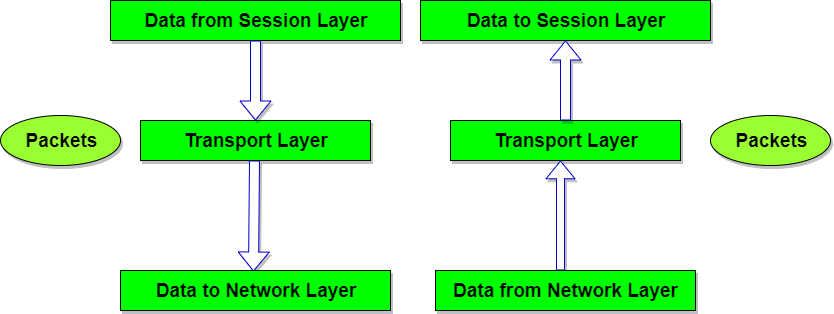 Data from Session Layer
Data to Session Layer
Packets
Transport Layer
Transport Layer
Packets
Data to Network Layer
Data from Network Layer